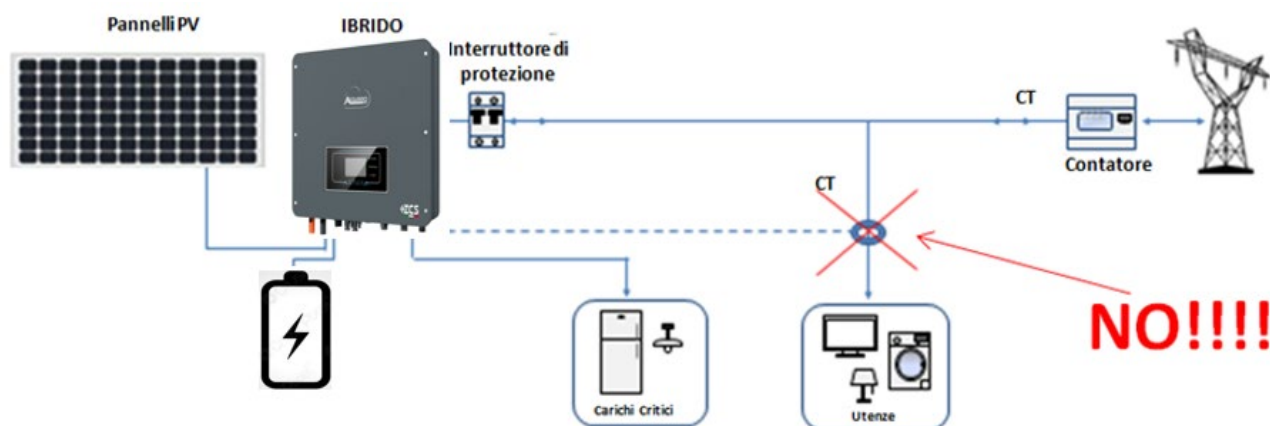 Pannelli PV
IBRIDO
Interruttore di
protezione
CT
Contatore
CT
Carichi Critici
Utenze
NO!!!!